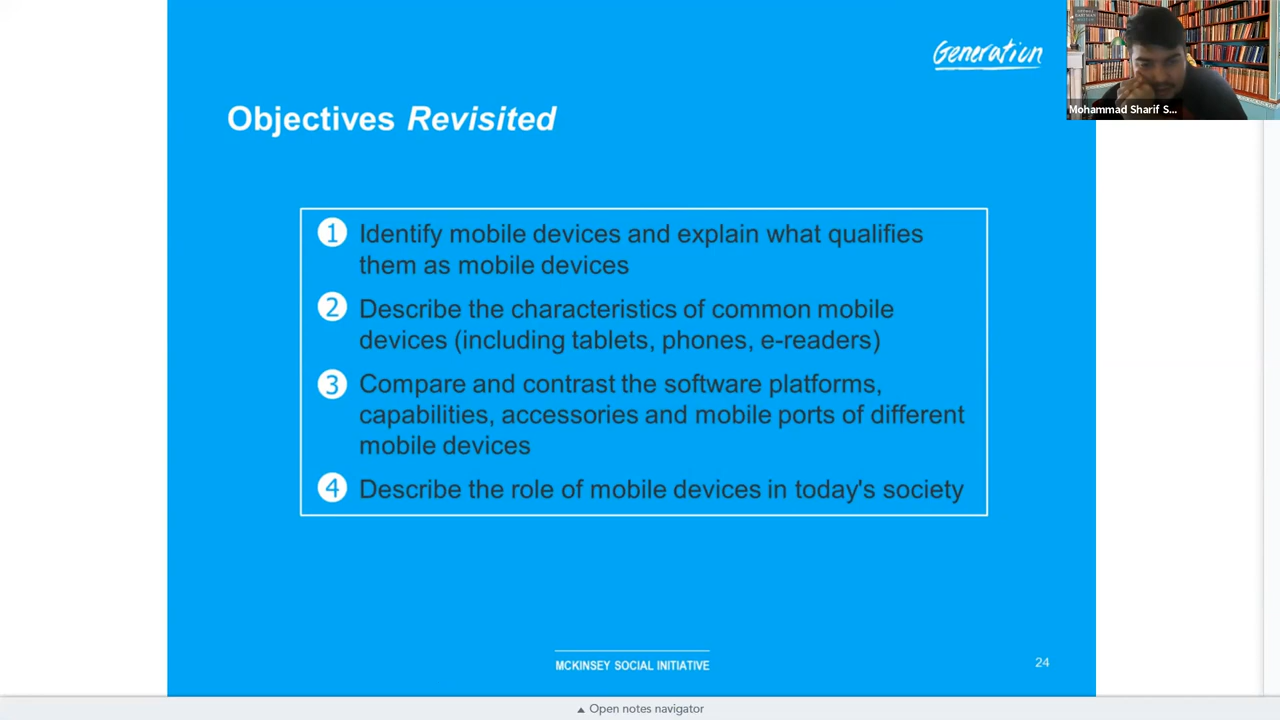 Generation
Mohammad Sharif S...
Objectives Revisited
1 Identify mobile devices and explain what qualifies
them as mobile devices
2 Describe the characteristics of common mobile
devices (including tablets, phones, e-readers)
3 Compare and contrast the software platforms,
capabilities, accessories and mobile ports of different
mobile devices
4 Describe the role of mobile devices in today's society
MCKINSEY SOCIAL INITIATIVE
24
▲ Open notes navigator